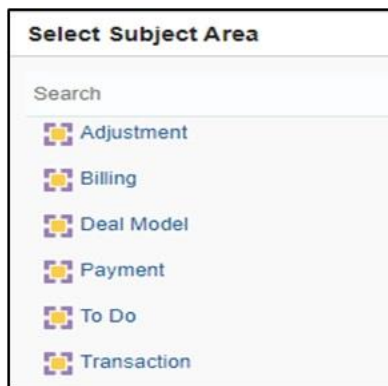 Select Subject Area
Search
Adjustment
Billing
Deal Model
Payment
To Do
Transaction